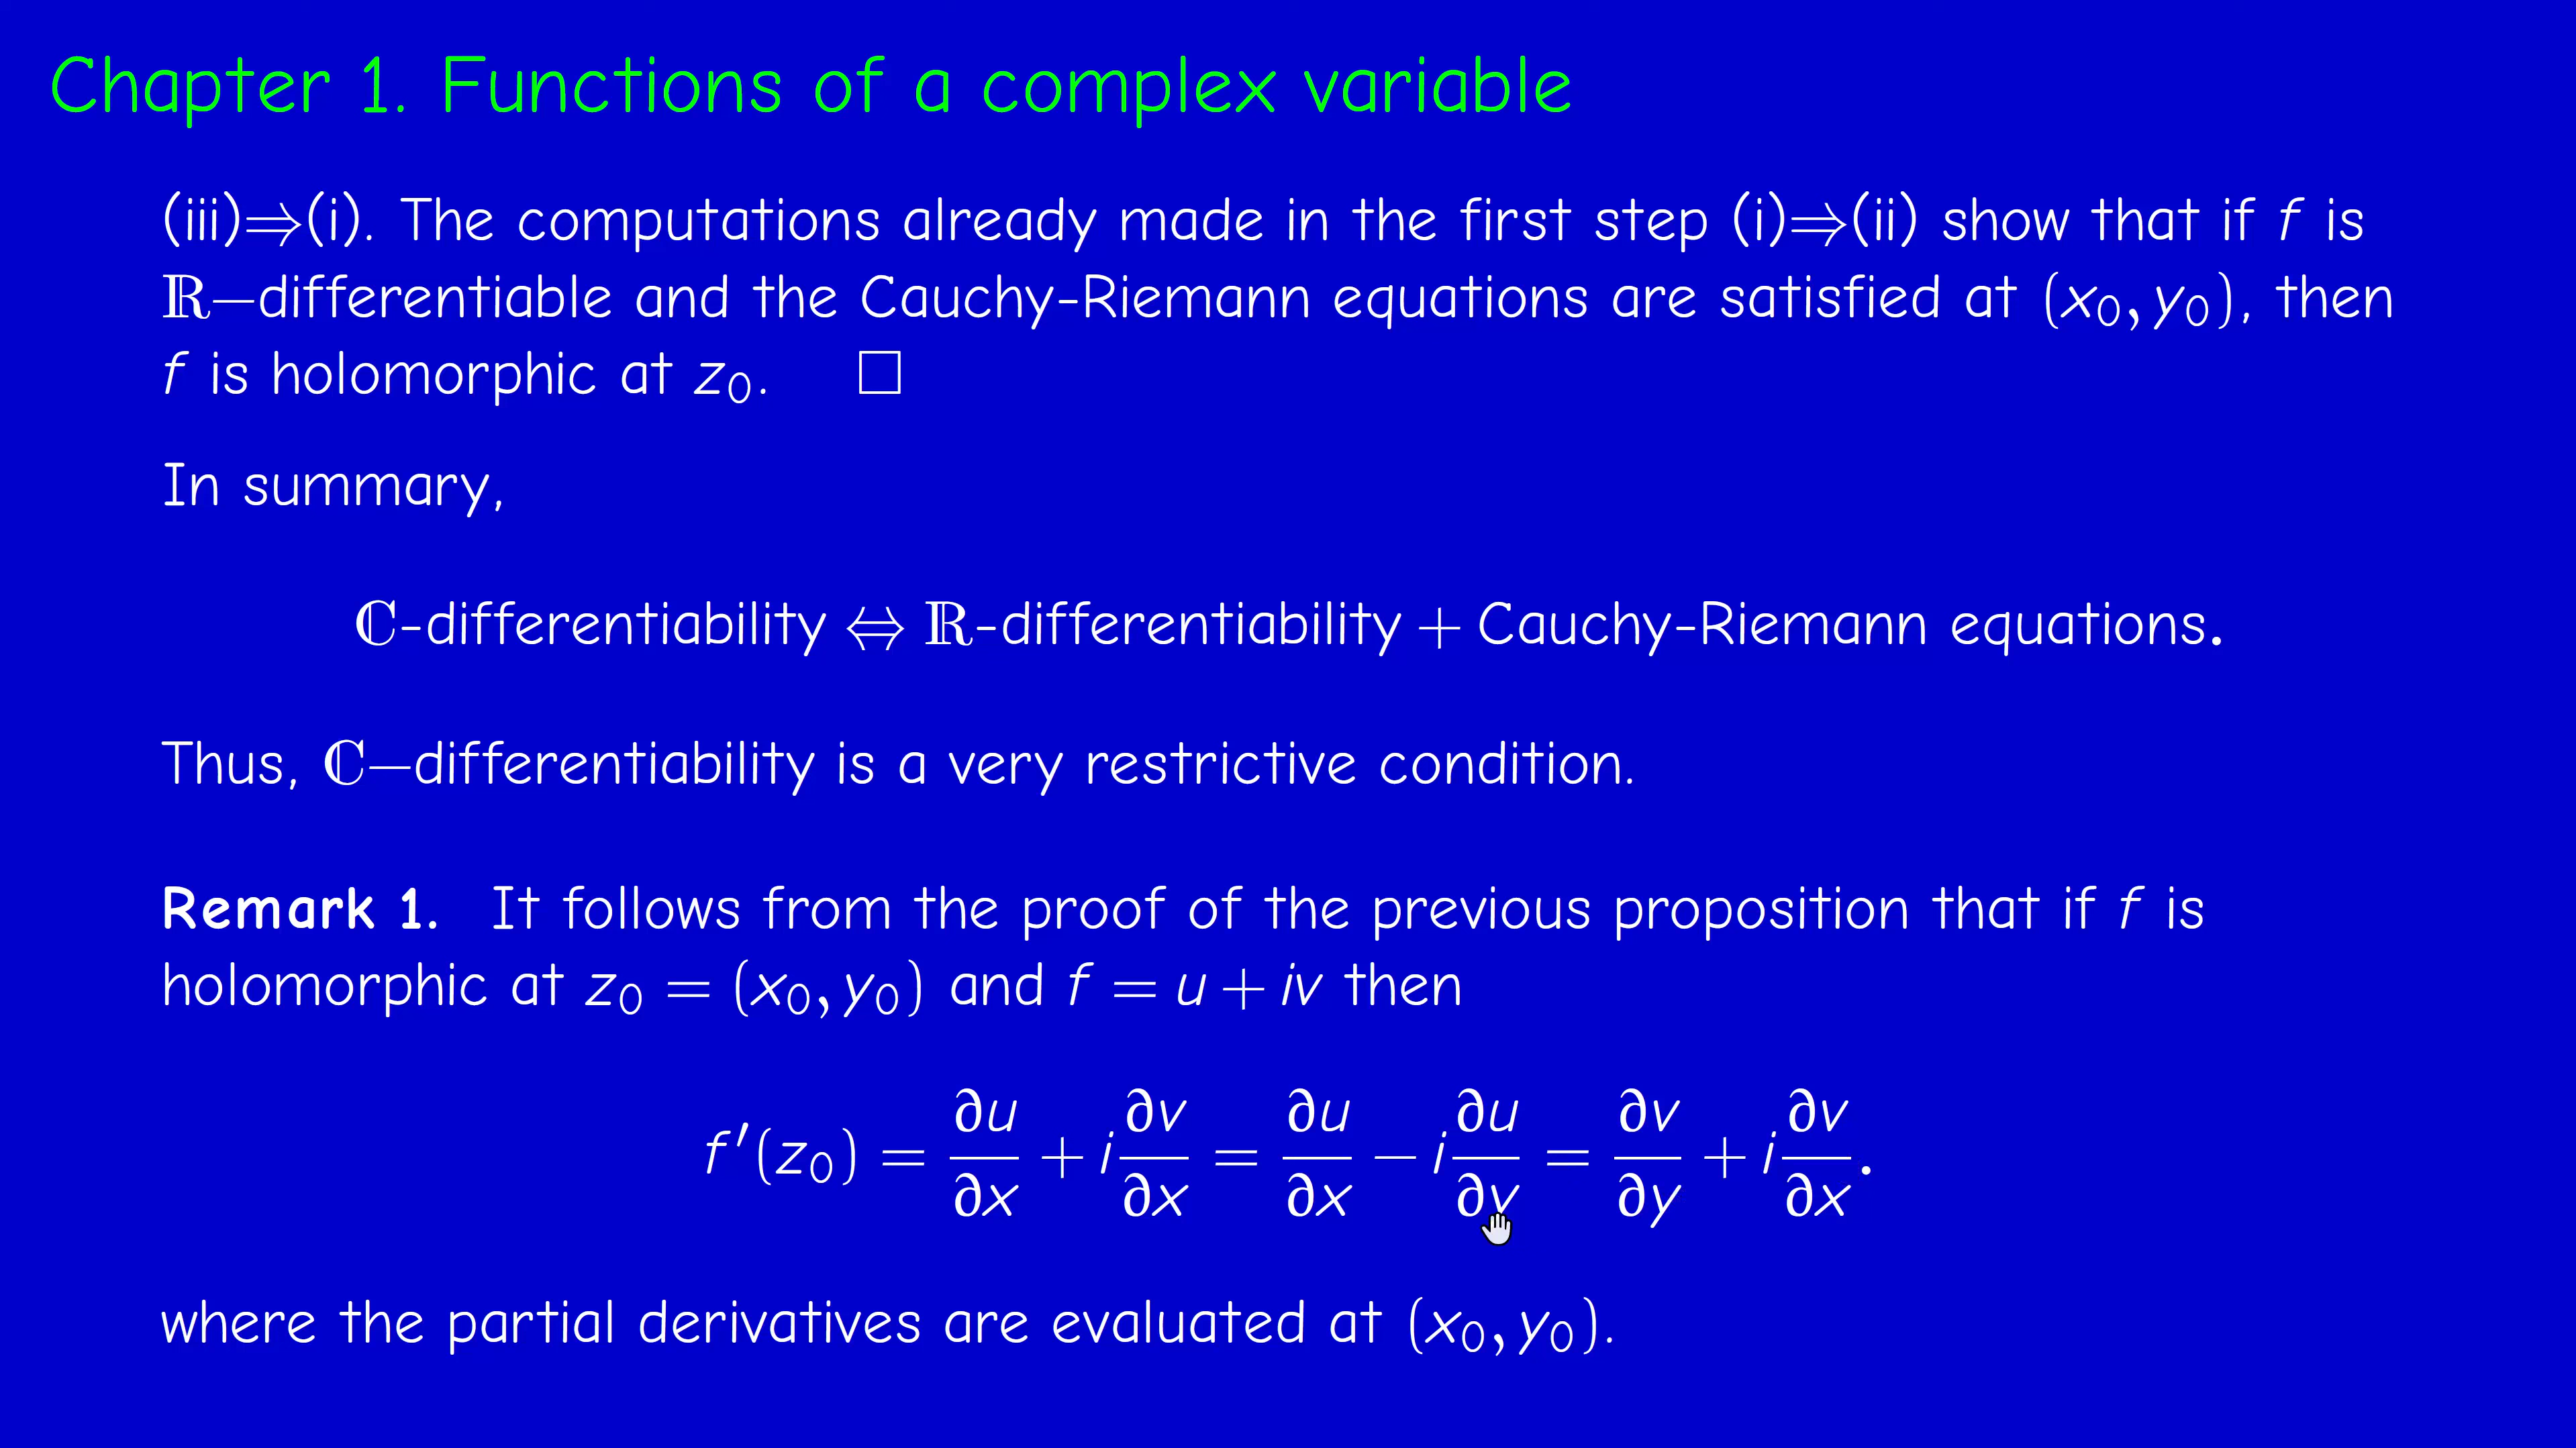 Chapter 1. Functions of a complex variable
(iii)⇒(i). The computations already made in the first step (i)⇒(ii) show that if f is
ℝ−differentiable and the Cauchy-Riemann equations are satisfied at (x₀, y₀), then
f is holomorphic at z₀. □
In summary,
ℂ-differentiability ⇔ ℝ-differentiability + Cauchy-Riemann equations.
Thus, ℂ−differentiability is a very restrictive condition.
Remark 1. It follows from the proof of the previous proposition that if f is
holomorphic at z₀ = (x₀, y₀) and f = u + iv then
f′(z₀) = ∂u/∂x + i ∂v/∂x = ∂u/∂x − i ∂u/∂y = ∂v/∂y + i ∂v/∂x.
where the partial derivatives are evaluated at (x₀, y₀).